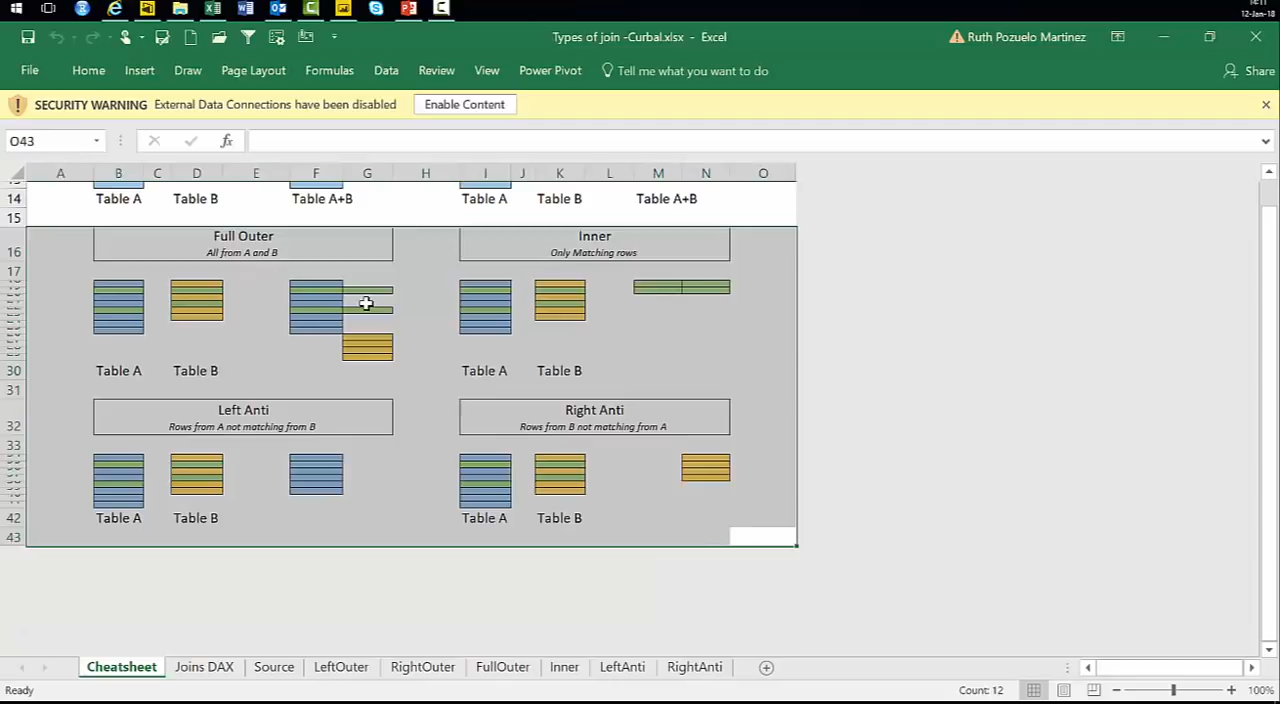 14:11
12-Jan-18
Types of join -Curbal.xlsx - Excel
Ruth Pozuelo Martinez
File Home Insert Draw Page Layout Formulas Data Review View Power Pivot Tell me what you want to do Share
SECURITY WARNING External Data Connections have been disabled Enable Content
O43 fx
A B C D E F G H I J K L M N O
14 Table A Table B Table A+B Table A Table B Table A+B
15
16 Full Outer Inner
All from A and B Only Matching rows
17
30 Table A Table B Table A Table B
31
32 Left Anti Right Anti
Rows from A not matching from B Rows from B not matching from A
33
42 Table A Table B Table A Table B
43
Cheatsheet Joins DAX Source LeftOuter RightOuter FullOuter Inner LeftAnti RightAnti
Ready Count: 12 100%